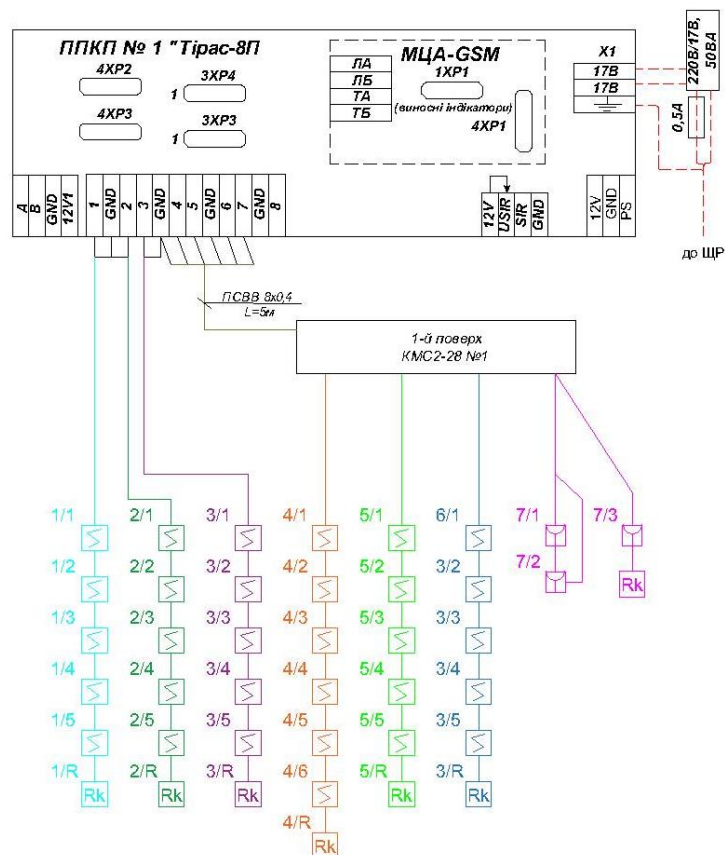 ППКП № 1 "Тірас-8П
4XP2
3XP4
1
4XP3
3XP3
1
МЦА-GSM
ЛА
ЛБ
ТА
ТБ
1XP1
(виносні індікатори)
4XP1
X1
17В
17В
220В/17В,
50ВА
0,5А
до ЩР
A
B
GND
12V1
1
GND
2
3
GND
4
5
GND
6
7
GND
8
12V
USIR
SIR
GND
12V
GND
PS
ПСВВ 8х0,4
L=5м
1-й поверх
КМС2-28 №1
1/1
2/1
3/1
4/1
5/1
6/1
7/1
7/3
1/2
2/2
3/2
4/2
5/2
3/2
7/2
Rk
1/3
2/3
3/3
4/3
5/3
3/3
1/4
2/4
3/4
4/4
5/4
3/4
1/5
2/5
3/5
4/5
5/5
3/5
1/R
2/R
3/R
4/6
5/R
3/R
Rk
Rk
Rk
Rk
Rk
4/R
Rk